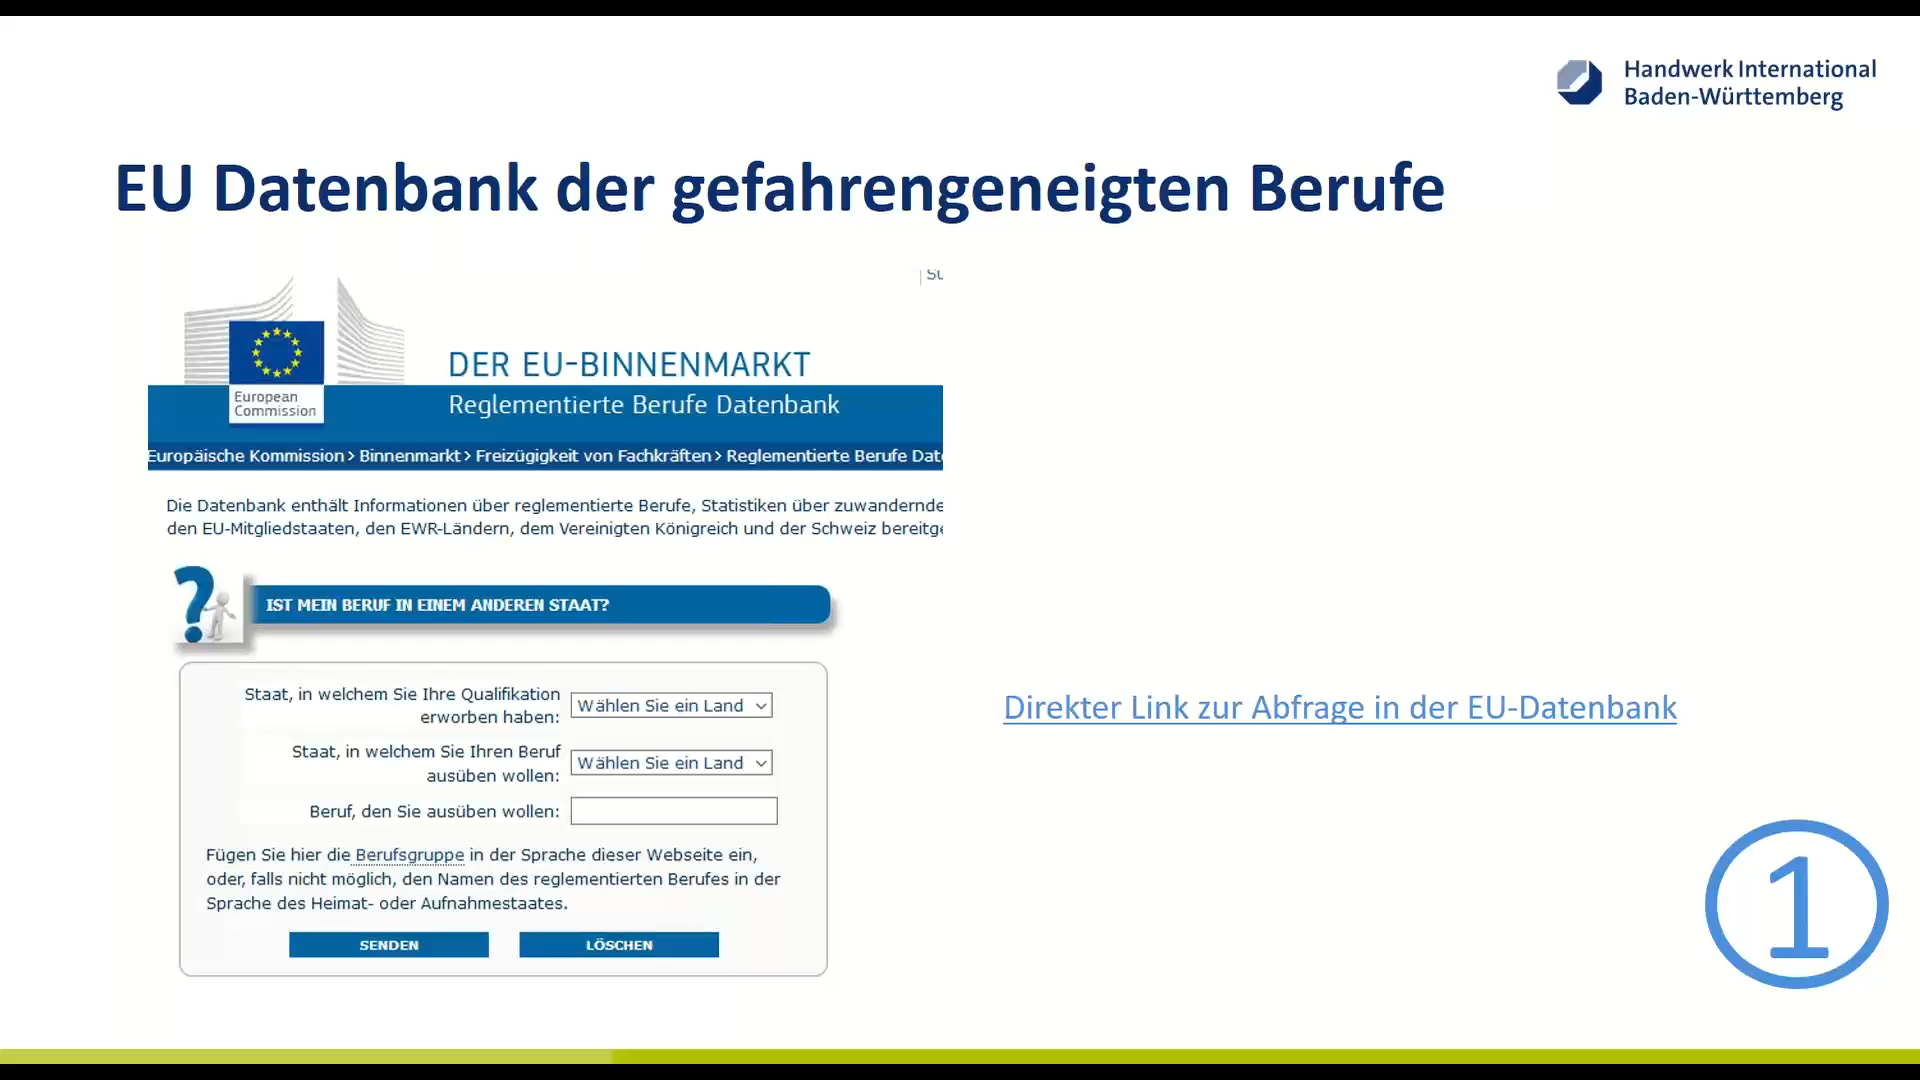 Handwerk International
Baden-Württemberg
EU Datenbank der gefahrengeneigten Berufe
European
Commission
DER EU-BINNENMARKT
Reglementierte Berufe Datenbank
Europäische Kommission > Binnenmarkt > Freizügigkeit von Fachkräften > Reglementierte Berufe
Die Datenbank enthält Informationen über reglementierte Berufe, Statistiken über zuwandernde
den EU-Mitgliedstaaten, den EWR-Ländern, dem Vereinigten Königreich und der Schweiz
?
IST MEIN BERUF IN EINEM ANDEREN STAAT?
Staat, in welchem Sie Ihre Qualifikation
erworben haben:
Wählen Sie ein Land
Staat, in welchem Sie Ihren Beruf
ausüben wollen:
Wählen Sie ein Land
Beruf, den Sie ausüben wollen:
Fügen Sie hier die Berufsgruppe in der Sprache dieser Webseite ein,
oder, falls nicht möglich, den Namen des reglementierten Berufes in der
Sprache des Heimat- oder Aufnahmestaates.
SENDEN
LÖSCHEN
Direkter Link zur Abfrage in der EU-Datenbank
1